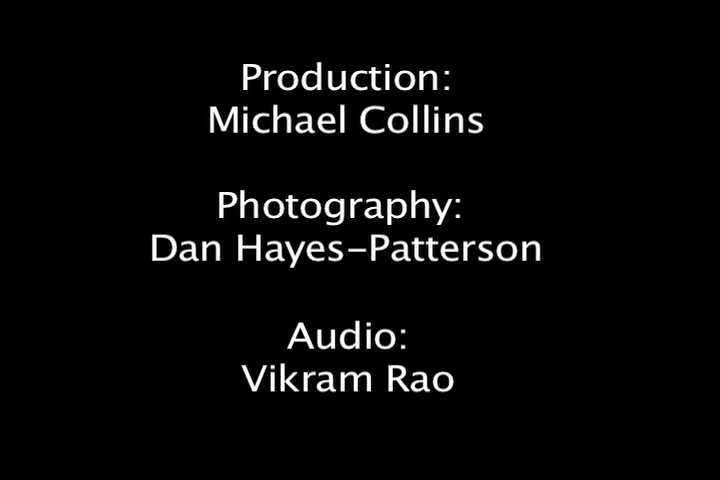 Production:
Michael Collins
Photography:
Dan Hayes-Patterson
Audio:
Vikram Rao